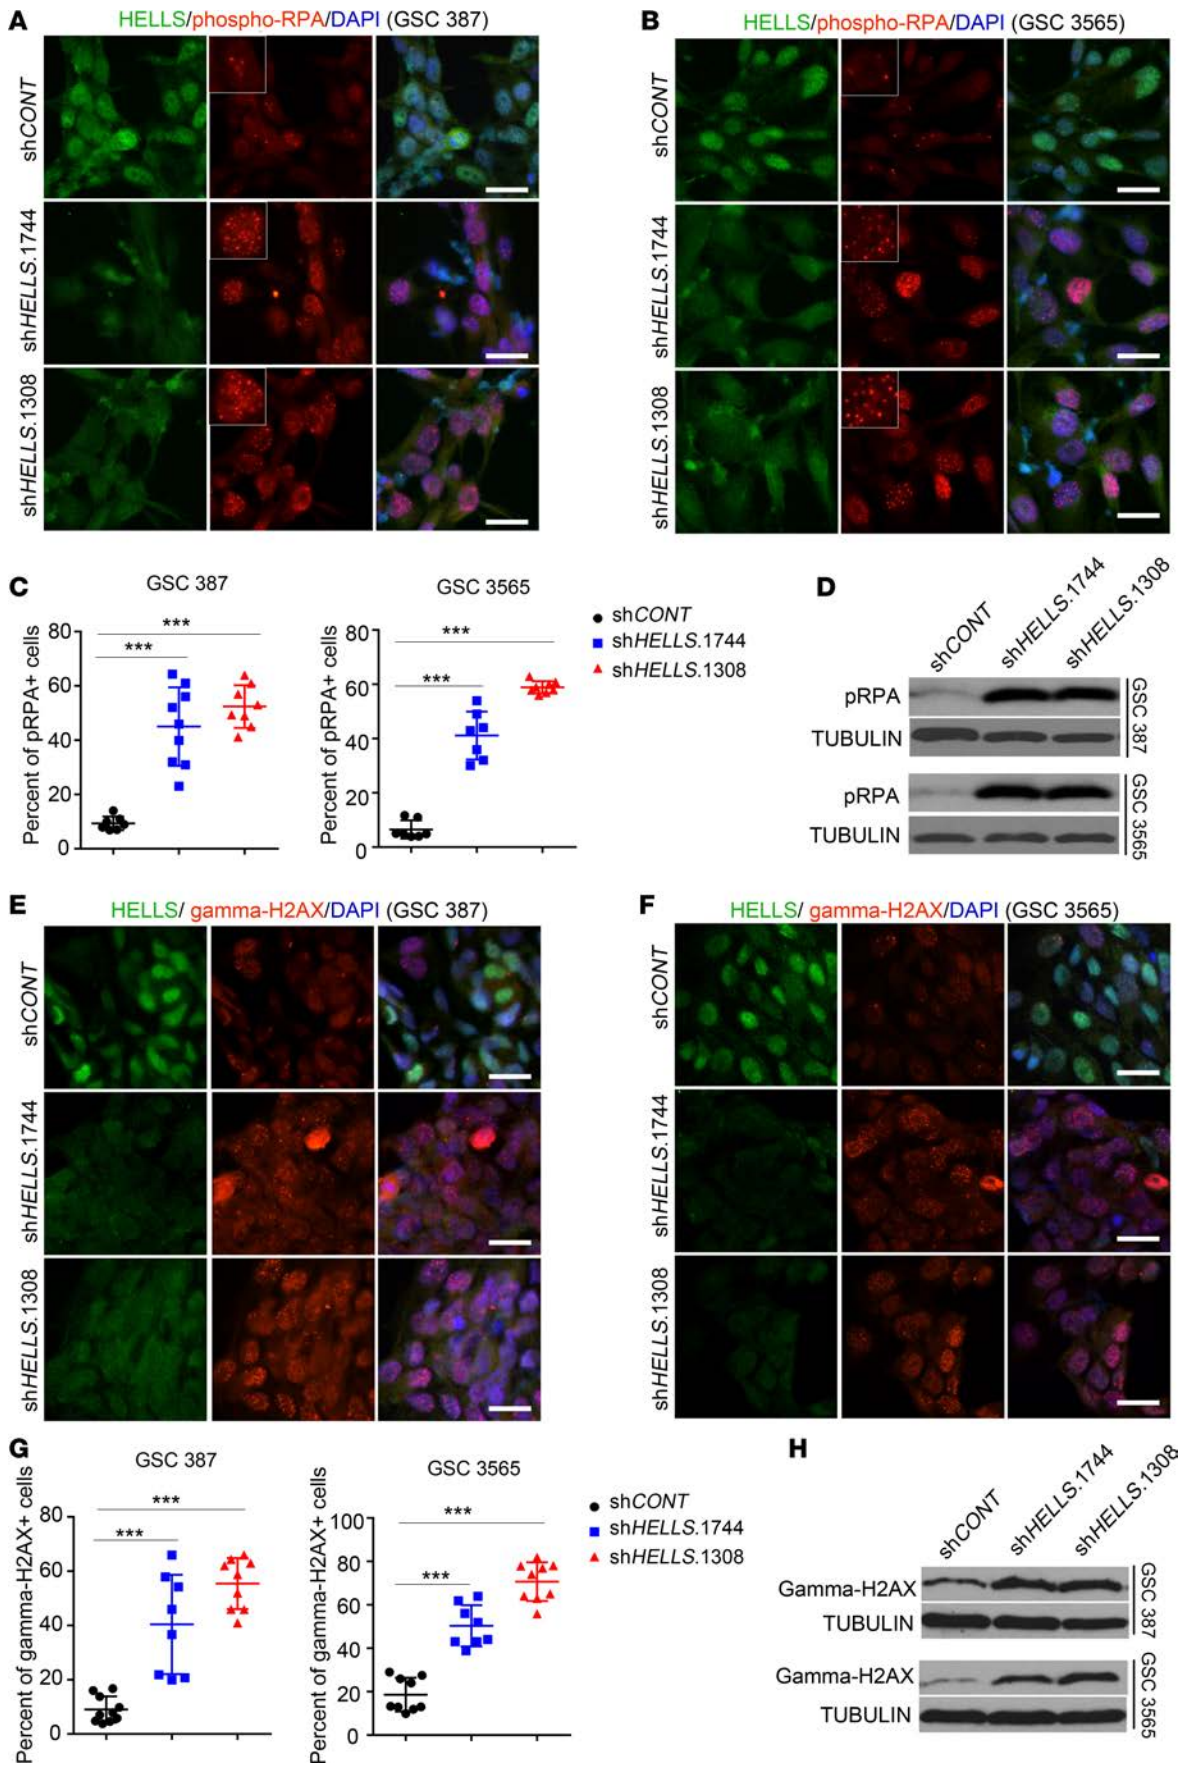 A
HELLS/phospho-RPA/DAPI (GSC 387)
shCONT
shHELLS.1744
shHELLS.1308
B
HELLS/phospho-RPA/DAPI (GSC 3565)
shCONT
shHELLS.1744
shHELLS.1308
C
GSC 387
Percent of pRPA+ cells
80
60
40
20
0
***
***
GSC 3565
80
60
40
20
0
***
***
shCONT
shHELLS.1744
shHELLS.1308
D
shCONT
shHELLS.1744
shHELLS.1308
pRPA
TUBULIN
GSC 387
pRPA
TUBULIN
GSC 3565
E
HELLS/ gamma-H2AX/DAPI (GSC 387)
shCONT
shHELLS.1744
shHELLS.1308
F
HELLS/ gamma-H2AX/DAPI (GSC 3565)
shCONT
shHELLS.1744
shHELLS.1308
G
GSC 387
Percent of gamma-H2AX+ cells
80
60
40
20
0
***
***
GSC 3565
Percent of gamma-H2AX+ cells
100
80
60
40
20
0
***
***
shCONT
shHELLS.1744
shHELLS.1308
H
shCONT
shHELLS.1744
shHELLS.1308
Gamma-H2AX
TUBULIN
GSC 387
Gamma-H2AX
TUBULIN
GSC 3565